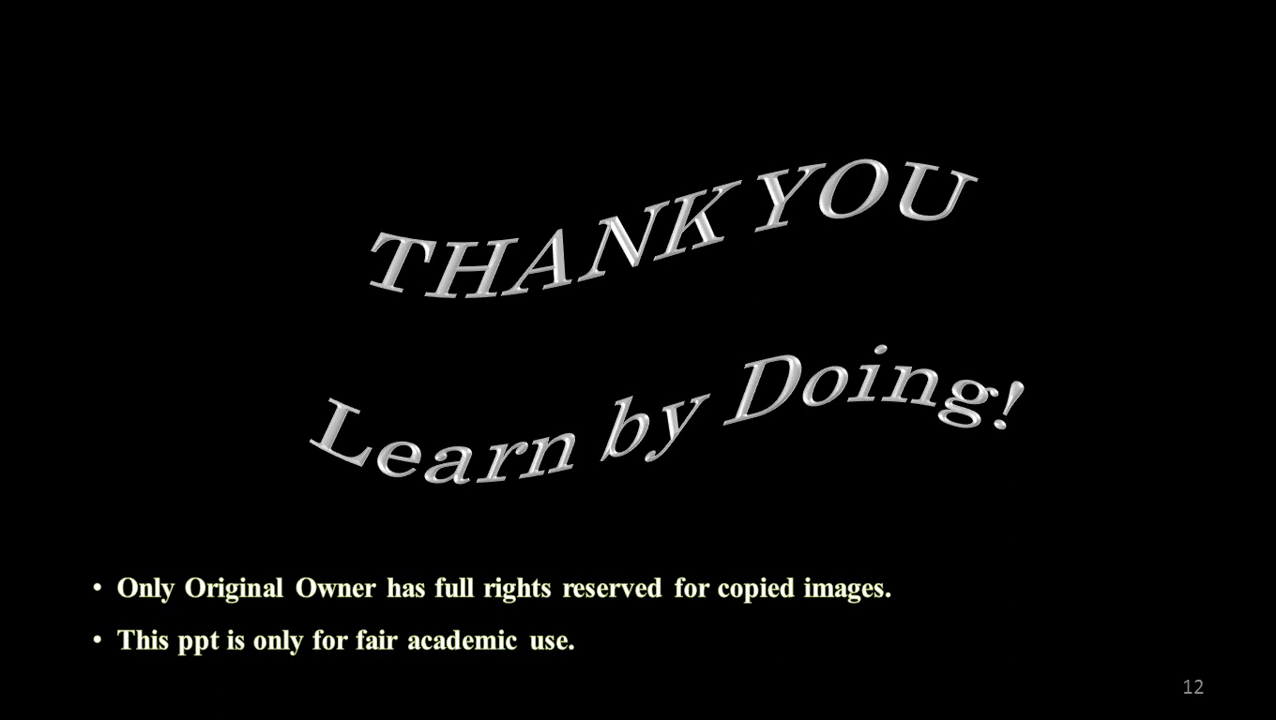 THANK YOU
Learn by Doing!
• Only Original Owner has full rights reserved for copied images.
• This ppt is only for fair academic use.
12